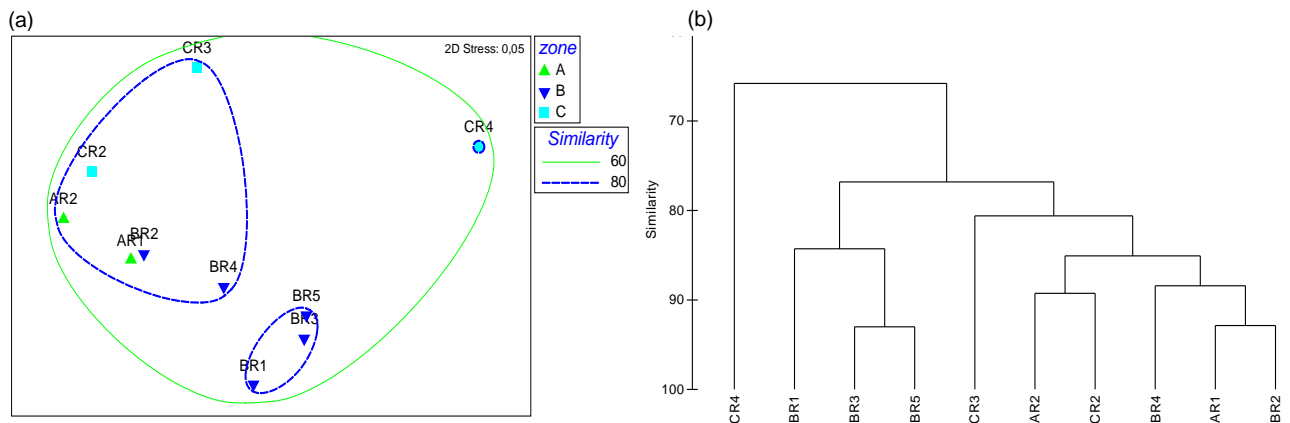 (a)
2D Stress: 0,05
CR3
CR4
CR2
AR2
BR2
AR1
BR4
BR5
BR3
BR1
zone
A
B
C
Similarity
60
80
(b)
Similarity
70
80
90
100
CR4
BR1
BR3
BR5
CR3
AR2
CR2
BR4
AR1
BR2